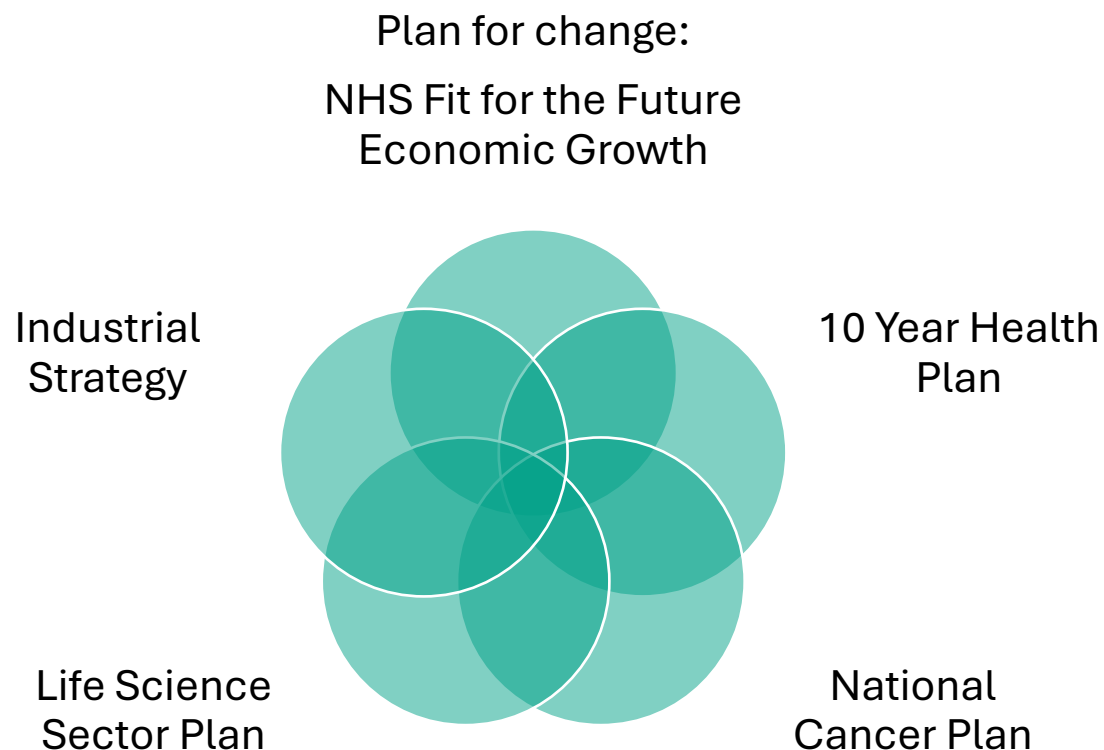 Plan for change:
NHS Fit for the Future
Economic Growth
Industrial
Strategy
10 Year Health
Plan
Life Science
Sector Plan
National
Cancer Plan